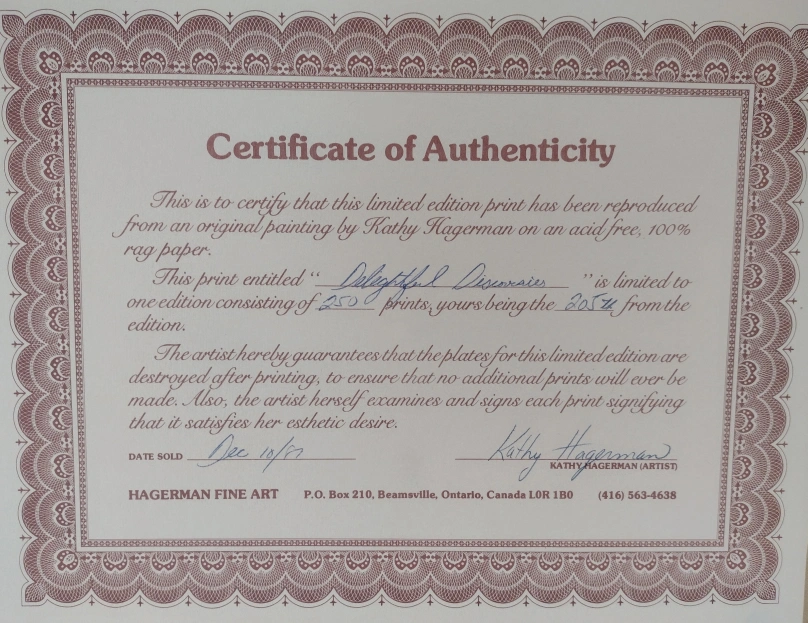 Certificate of Authenticity
This is to certify that this limited edition print has been reproduced
from an original painting by Kathy Hagerman on an acid free, 100%
rag paper.
This print entitled “ Delightful Discoveries ” is limited to
one edition consisting of 250 prints, yours being the 205th from the
edition.
The artist hereby guarantees that the plates for this limited edition are
destroyed after printing, to ensure that no additional prints will ever be
made. Also, the artist herself examines and signs each print signifying
that it satisfies her esthetic desire.
DATE SOLD Dec 10/87 Kathy Hagerman
KATHY HAGERMAN (ARTIST)
HAGERMAN FINE ART P.O. Box 210, Beamsville, Ontario, Canada L0R 1B0 (416) 563-4638